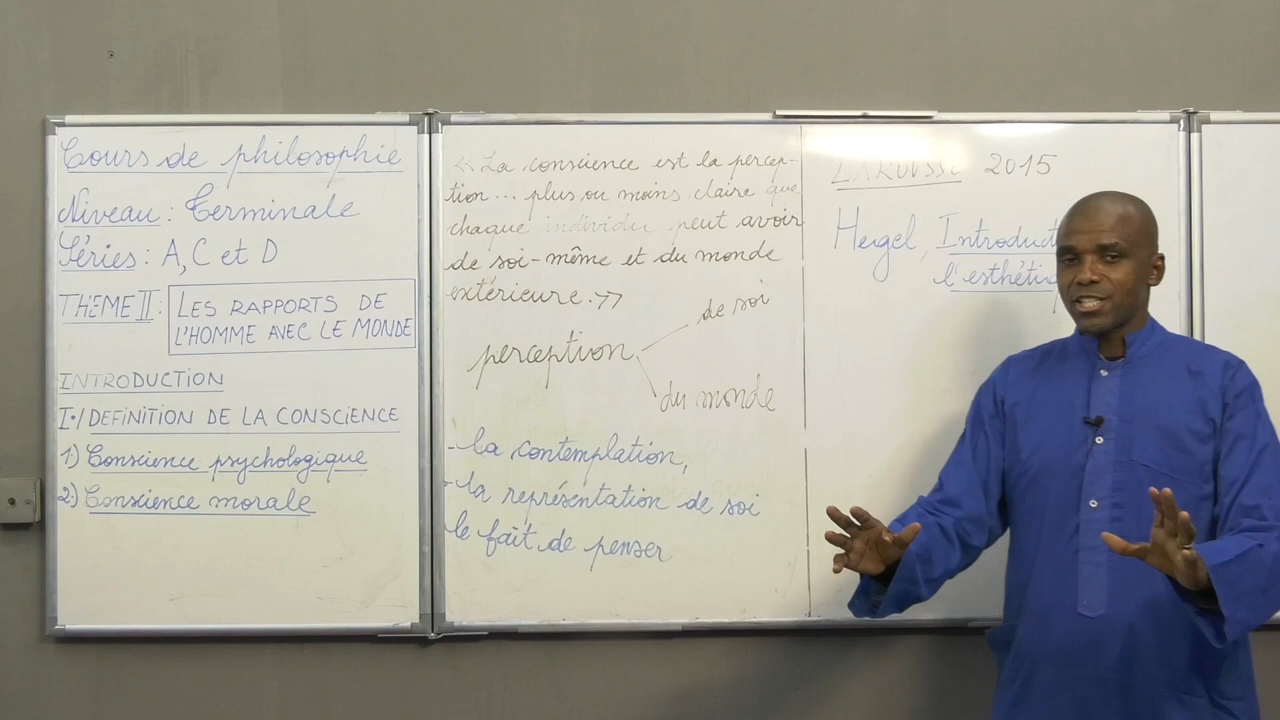 Cours de philosophie
Niveau : Terminale
Séries : A, C et D
THEME II : LES RAPPORTS DE
L'HOMME AVEC LE MONDE
INTRODUCTION
I./ DEFINITION DE LA CONSCIENCE
1) Conscience psychologique
2) Conscience morale
<< La conscience est la percep-
tion... plus ou moins claire que
chaque individu peut avoir
de soi-même et du monde
extérieure. >>
de soi
perception
du monde
- la contemplation,
- la représentation de soi
le fait de penser
LAROUSSE 2015
Hegel, Introduct
l'esthétiq